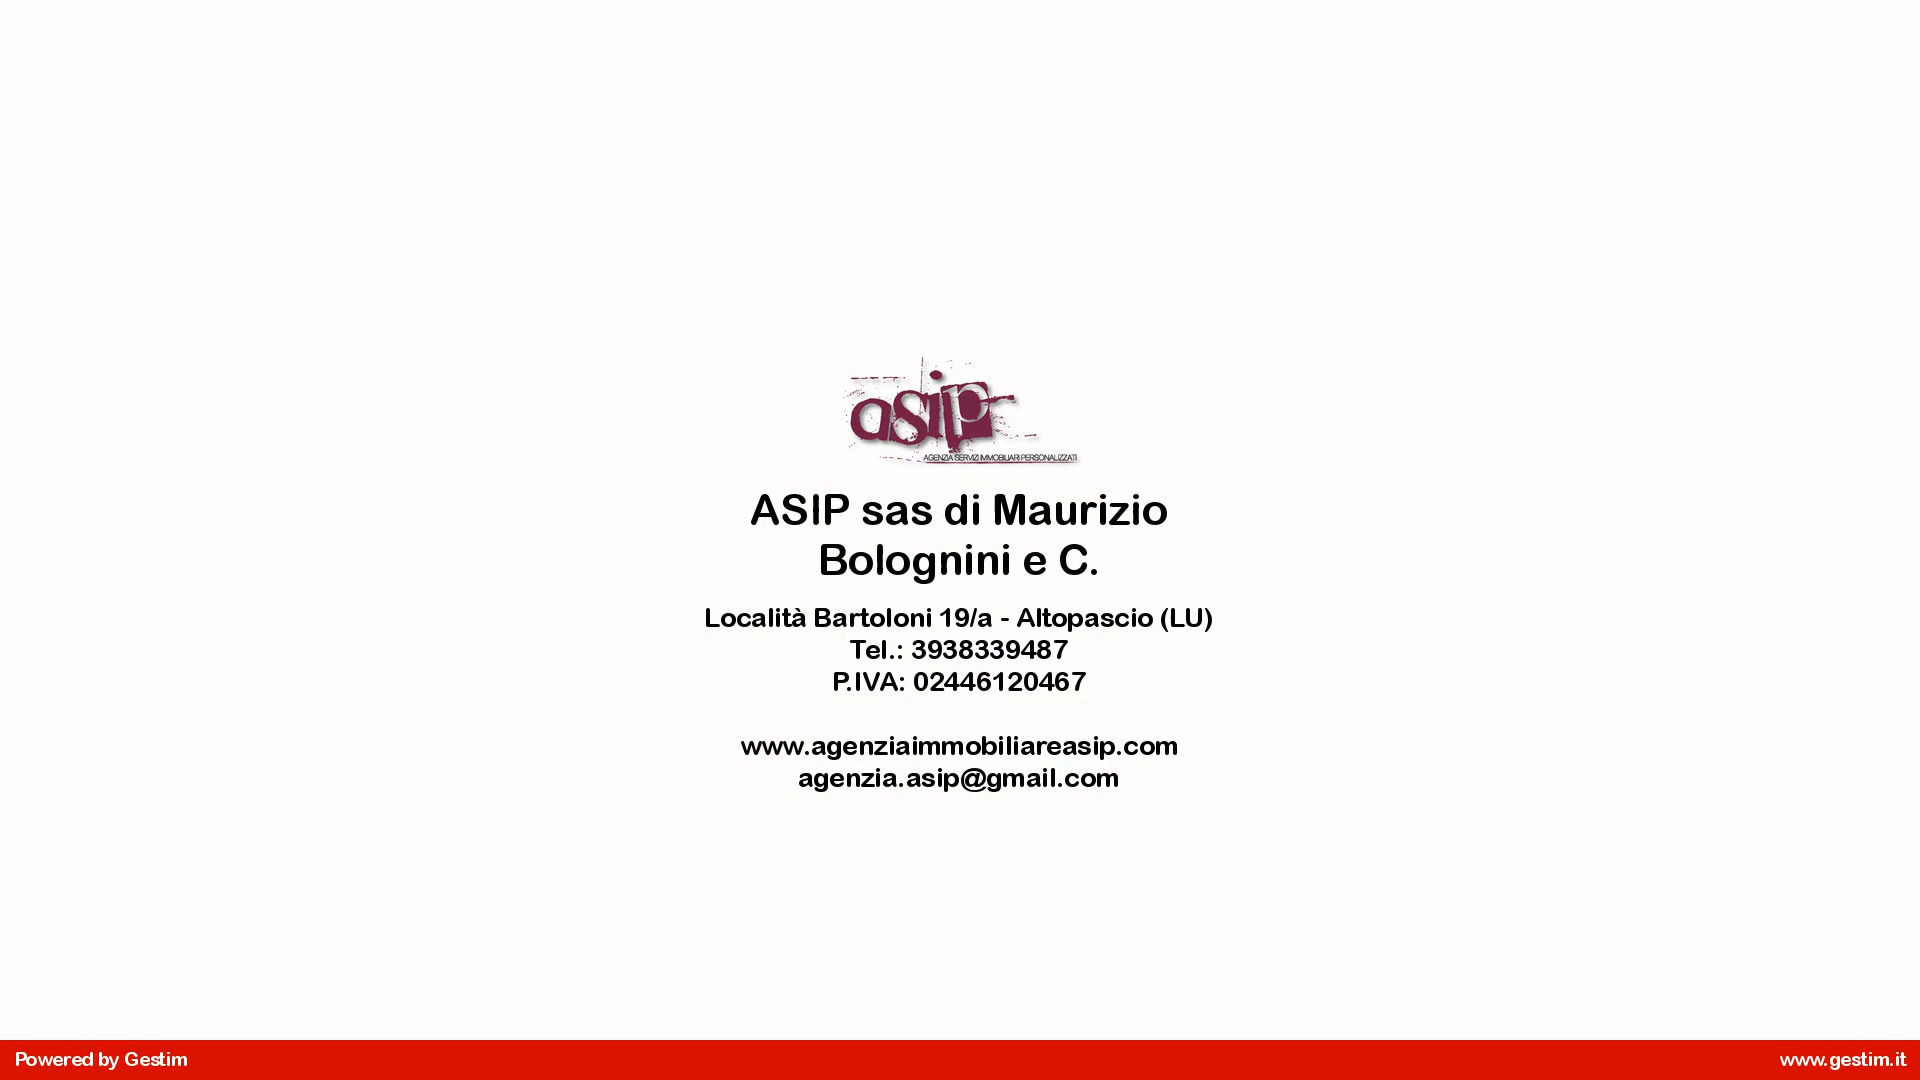 asip
AGENZIA SERVIZI IMMOBILIARI PERSONALIZZATI
ASIP sas di Maurizio
Bolognini e C.
Località Bartoloni 19/a - Altopascio (LU)
Tel.: 3938339487
P.IVA: 02446120467
www.agenziaimmobiliareasip.com
agenzia.asip@gmail.com
Powered by Gestim
www.gestim.it